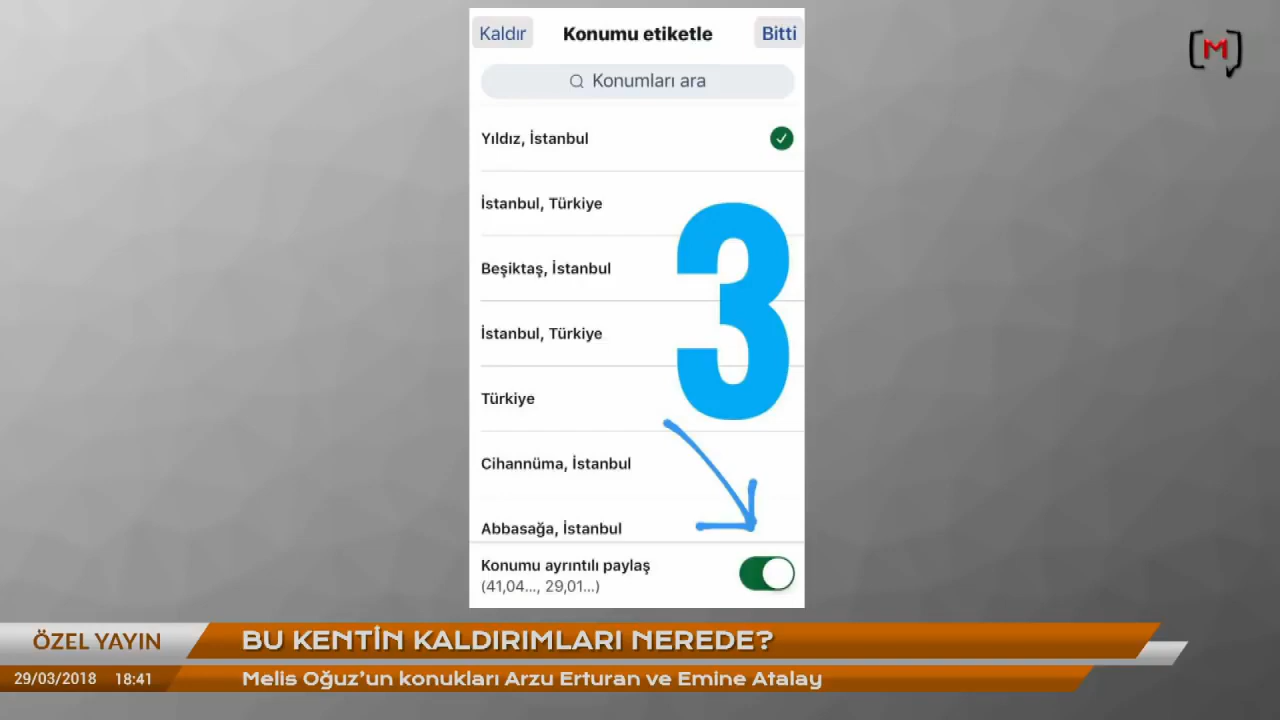 Kaldır
Konumu etiketle
Bitti
Konumları ara
Yıldız, İstanbul
İstanbul, Türkiye
Beşiktaş, İstanbul
İstanbul, Türkiye
Türkiye
Cihannüma, İstanbul
Abbasağa, İstanbul
Konumu ayrıntılı paylaş
(41,04..., 29,01...)
3
M
ÖZEL YAYIN
BU KENTİN KALDIRIMLARI NEREDE?
29/03/2018 18:41
Melis Oğuz'un konukları Arzu Erturan ve Emine Atalay